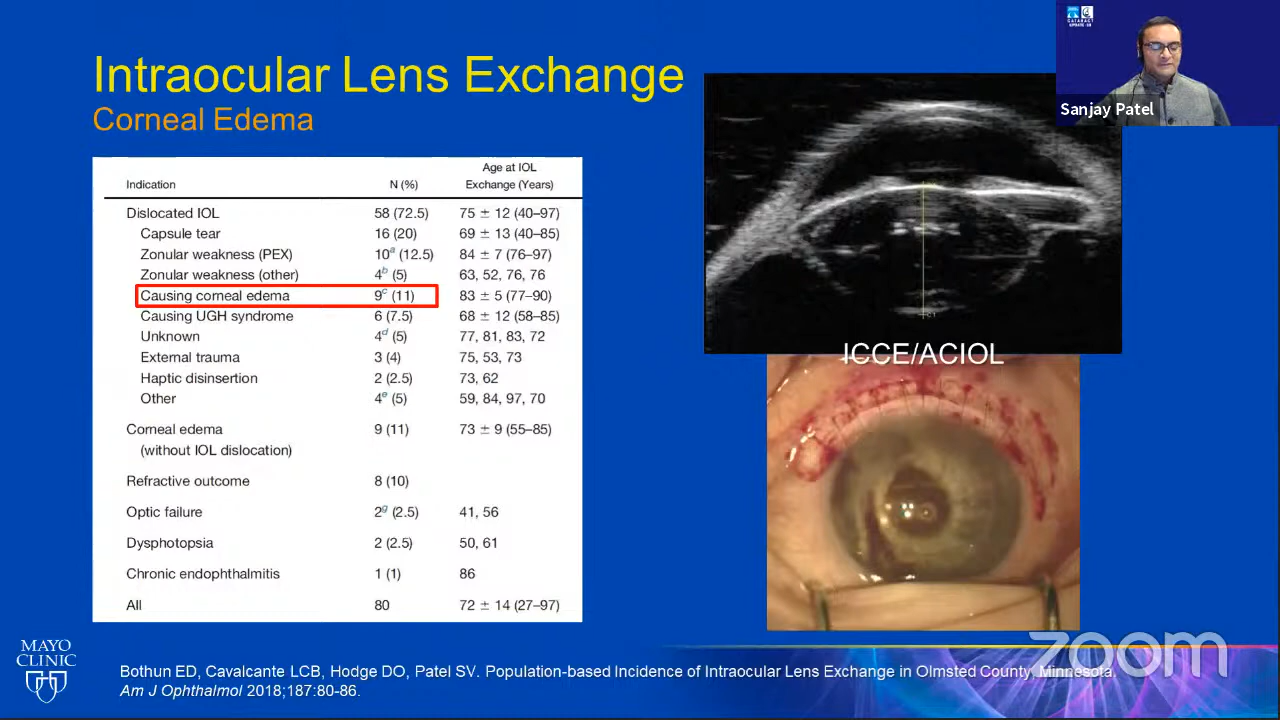 Intraocular Lens Exchange
Corneal Edema
CATARACT
Sanjay Patel
Age at IOL
Indication N (%) Exchange (Years)
Dislocated IOL 58 (72.5) 75 ± 12 (40–97)
Capsule tear 16 (20) 69 ± 13 (40–85)
Zonular weakness (PEX) 10a (12.5) 84 ± 7 (76–97)
Zonular weakness (other) 4b (5) 63, 52, 76, 76
Causing corneal edema 9c (11) 83 ± 5 (77–90)
Causing UGH syndrome 6 (7.5) 68 ± 12 (58–85)
Unknown 4d (5) 77, 81, 83, 72
External trauma 3 (4) 75, 53, 73
Haptic disinsertion 2 (2.5) 73, 62
Other 4e (5) 59, 84, 97, 70
Corneal edema 9 (11) 73 ± 9 (55–85)
(without IOL dislocation)
Refractive outcome 8 (10)
Optic failure 2g (2.5) 41, 56
Dysphotopsia 2 (2.5) 50, 61
Chronic endophthalmitis 1 (1) 86
All 80 72 ± 14 (27–97)
ICCE/ACIOL
MAYO
CLINIC
zoom
Bothun ED, Cavalcante LCB, Hodge DO, Patel SV. Population-based Incidence of Intraocular Lens Exchange in Olmsted County, Minnesota.
Am J Ophthalmol 2018;187:80-86.